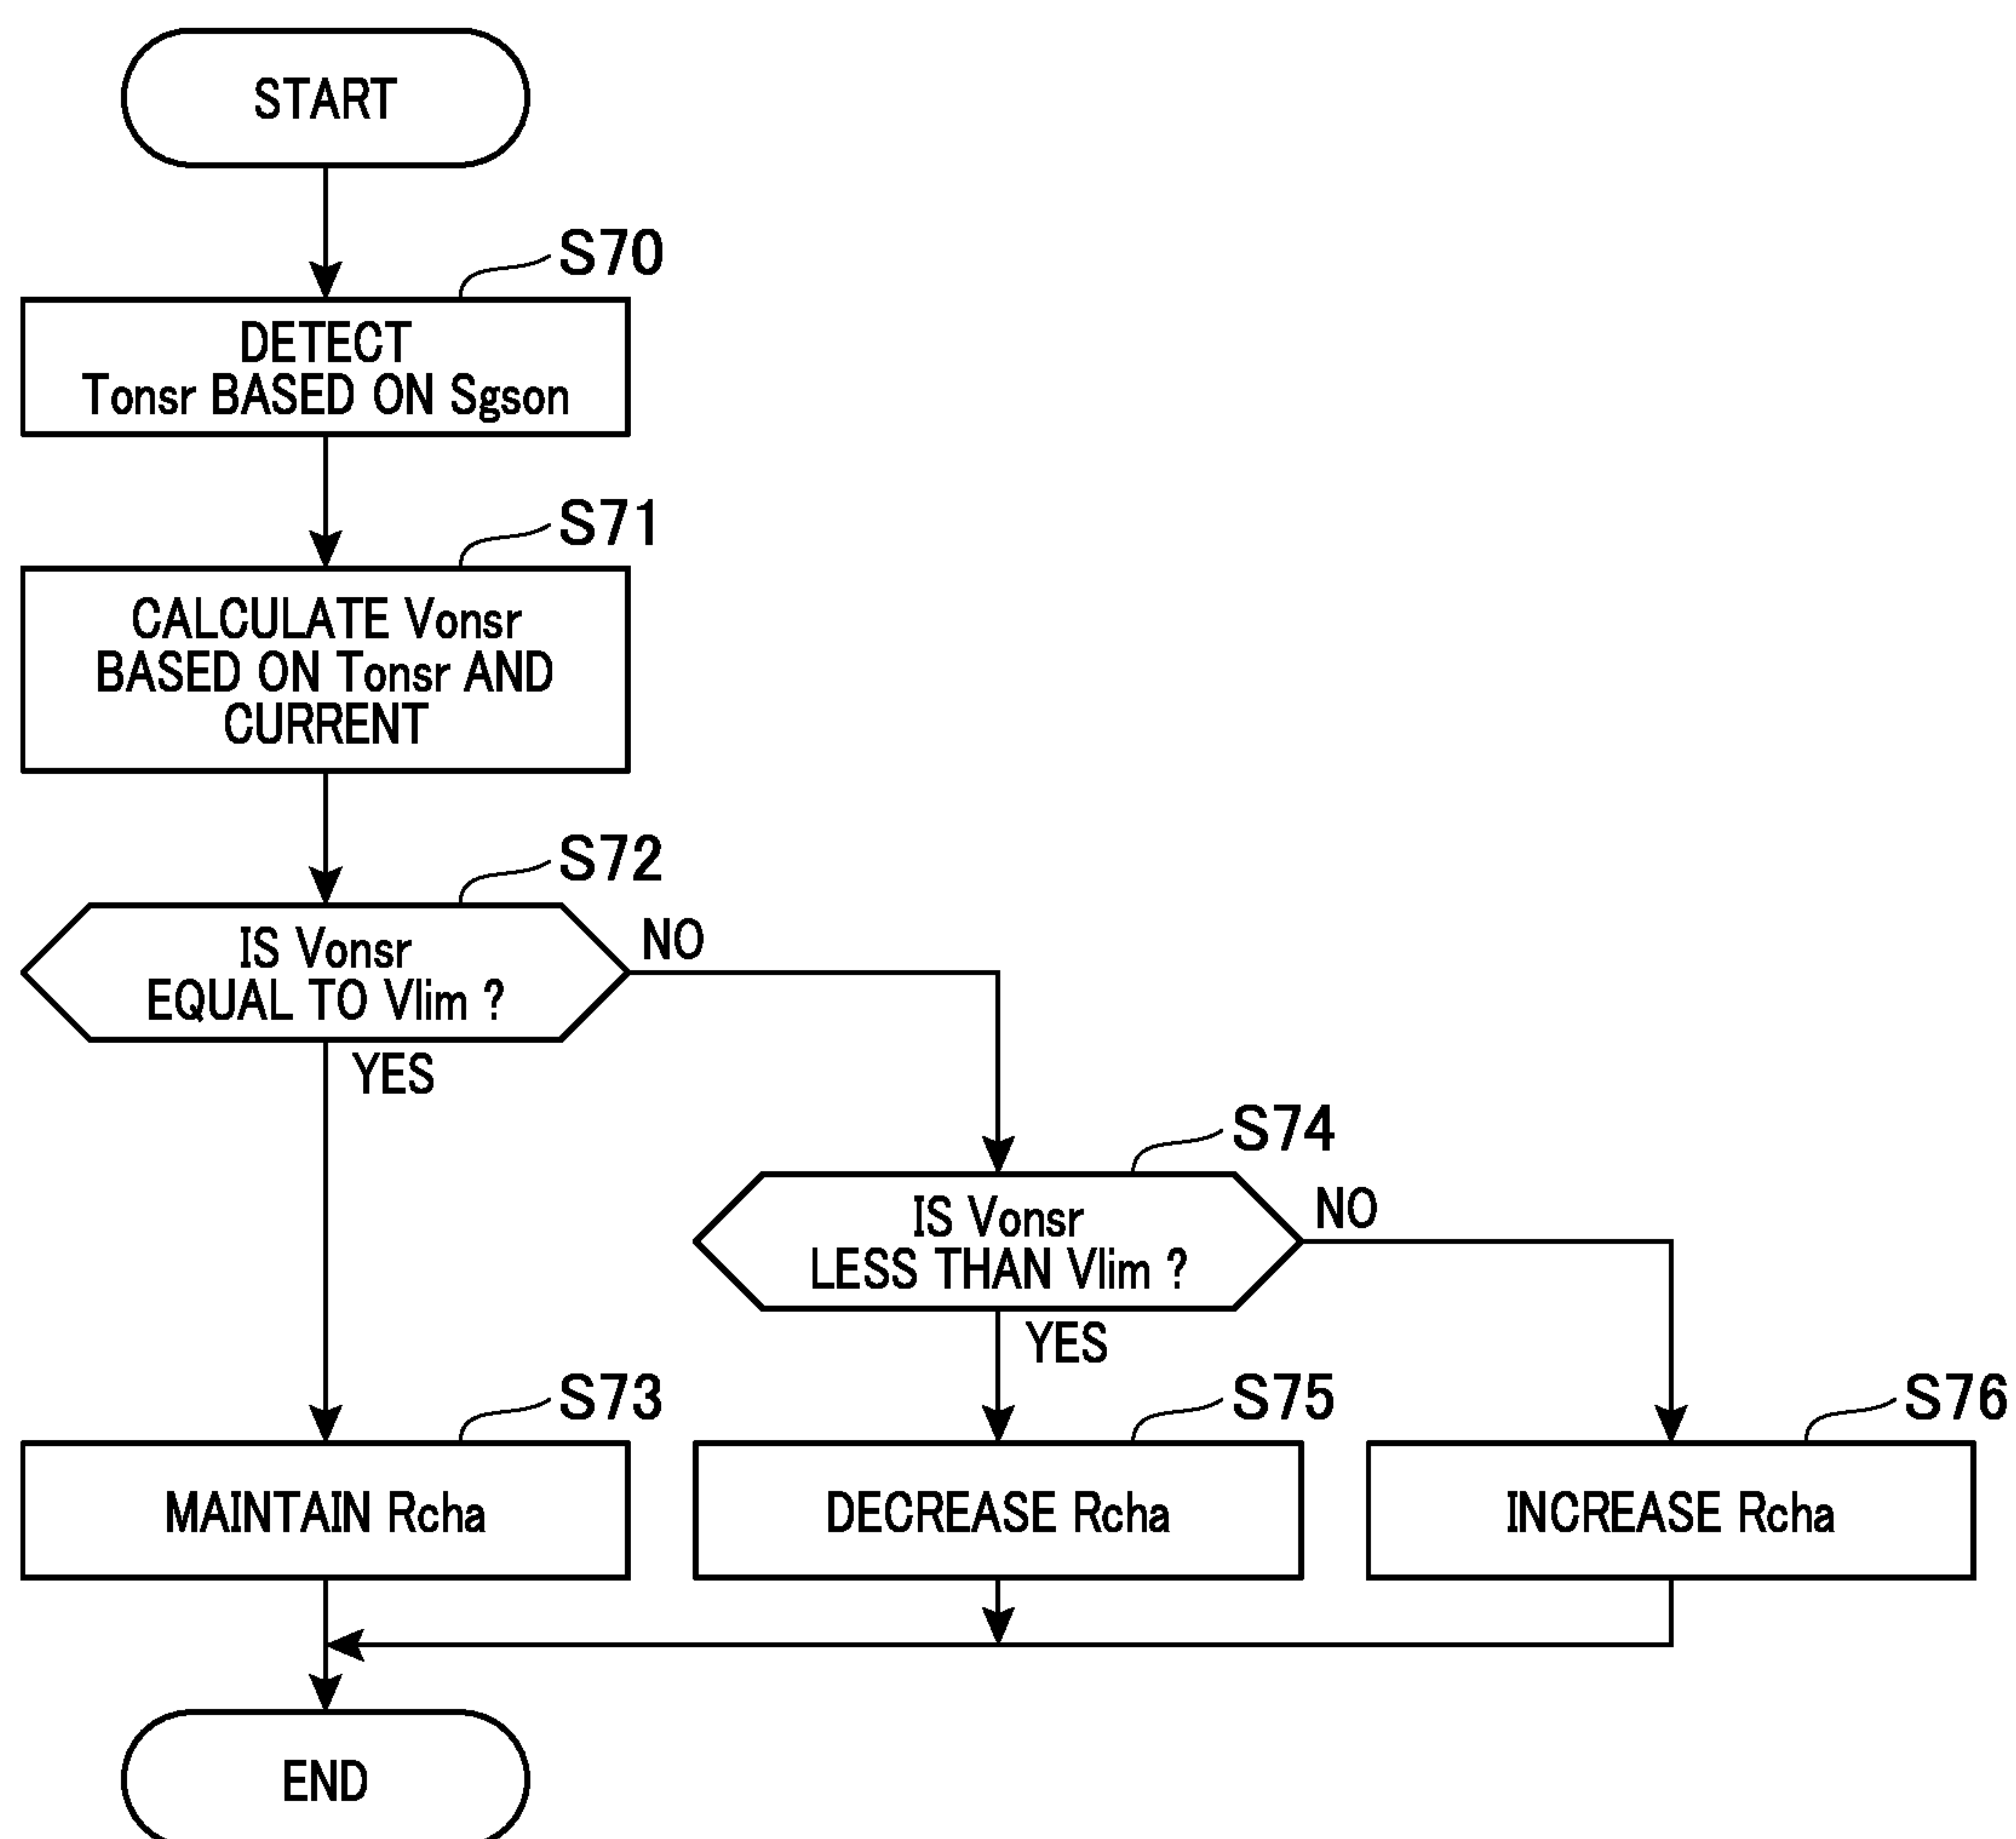 START
S70
DETECT
Tonsr BASED ON Sgson
S71
CALCULATE Vonsr
BASED ON Tonsr AND
CURRENT
S72
IS Vonsr
EQUAL TO Vlim ?
NO
YES
S74
IS Vonsr
LESS THAN Vlim ?
NO
YES
S73
MAINTAIN Rcha
S75
DECREASE Rcha
S76
INCREASE Rcha
END